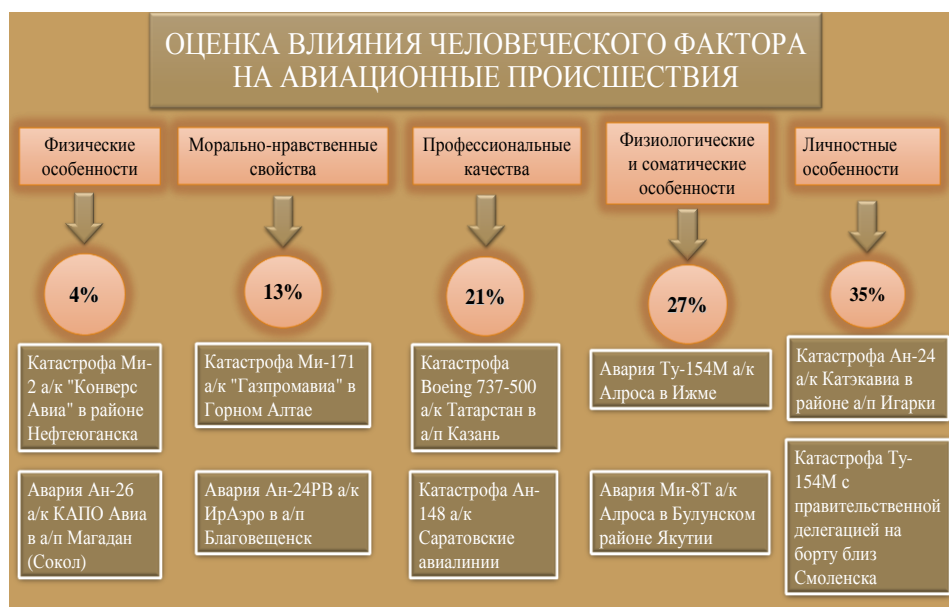 ОЦЕНКА ВЛИЯНИЯ ЧЕЛОВЕЧЕСКОГО ФАКТОРА
НА АВИАЦИОННЫЕ ПРОИСШЕСТВИЯ
Физические
особенности
Морально-нравственные
свойства
Профессиональные
качества
Физиологические
и соматические
особенности
Личностные
особенности
4%
13%
21%
27%
35%
Катастрофа Ми-
2 а/к "Конверс
Авиа" в районе
Нефтеюганска
Катастрофа Ми-171
а/к "Газпромавиа" в
Горном Алтае
Катастрофа
Boeing 737-500
а/к Татарстан в
а/п Казань
Авария Ту-154М а/к
Алроса в Ижме
Катастрофа Ан-24
а/к Катэкавиа в
районе а/п Игарки
Авария Ан-26
а/к КАПО Авиа
в а/п Магадан
(Сокол)
Авария Ан-24РВ а/к
ИрАэро в а/п
Благовещенск
Катастрофа Ан-
148 а/к
Саратовские
авиалинии
Авария Ми-8Т а/к
Алроса в Булунском
районе Якутии
Катастрофа Ту-
154М с
правительственной
делегацией на
борту близ
Смоленска